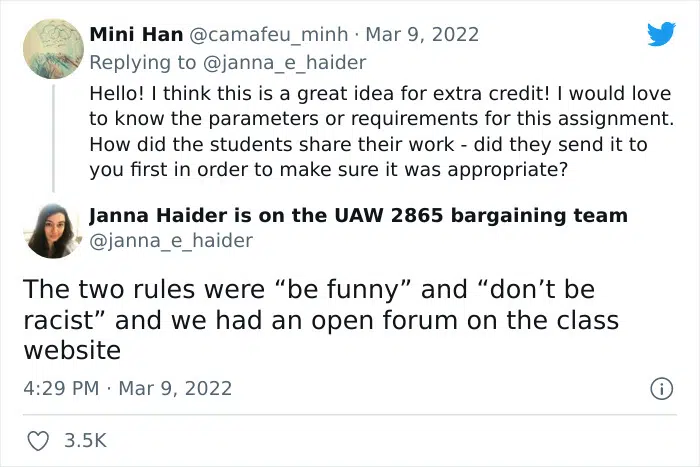 Mini Han @camafeu_minh · Mar 9, 2022
Replying to @janna_e_haider
Hello! I think this is a great idea for extra credit! I would love
to know the parameters or requirements for this assignment.
How did the students share their work - did they send it to
you first in order to make sure it was appropriate?
Janna Haider is on the UAW 2865 bargaining team
@janna_e_haider
The two rules were “be funny” and “don’t be
racist” and we had an open forum on the class
website
4:29 PM · Mar 9, 2022
3.5K